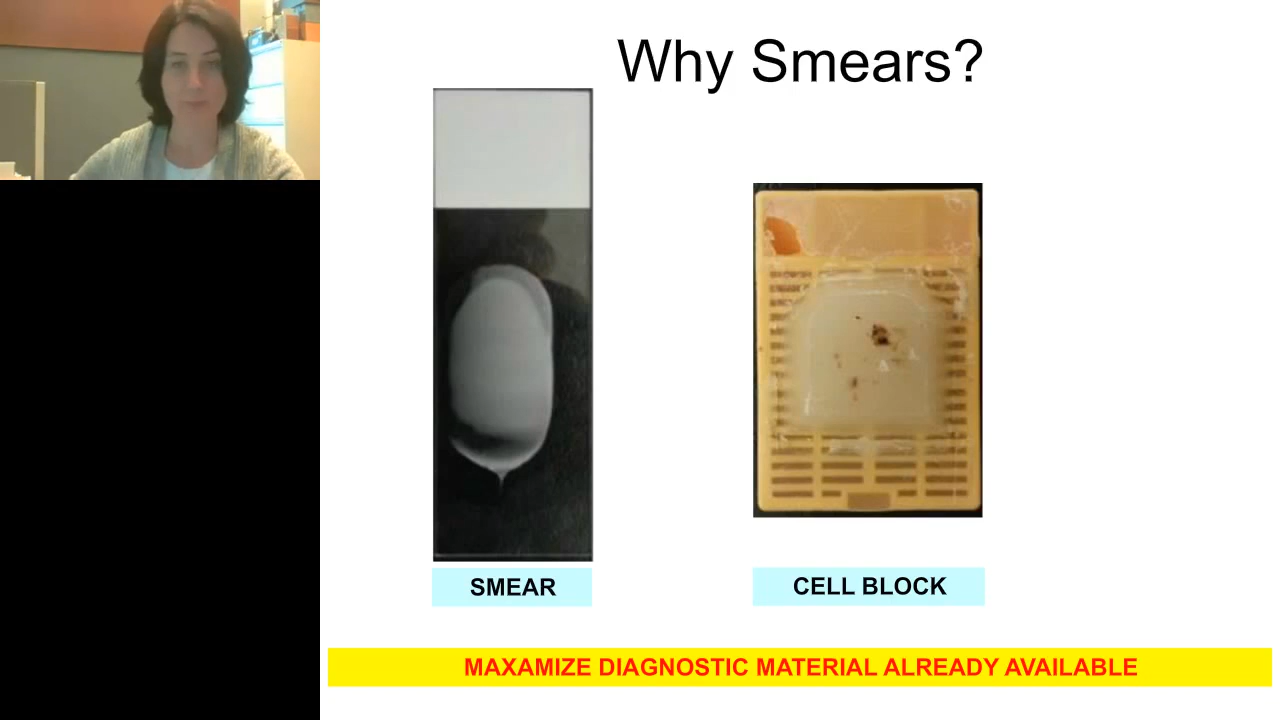 Why Smears?
SMEAR
CELL BLOCK
MAXAMIZE DIAGNOSTIC MATERIAL ALREADY AVAILABLE